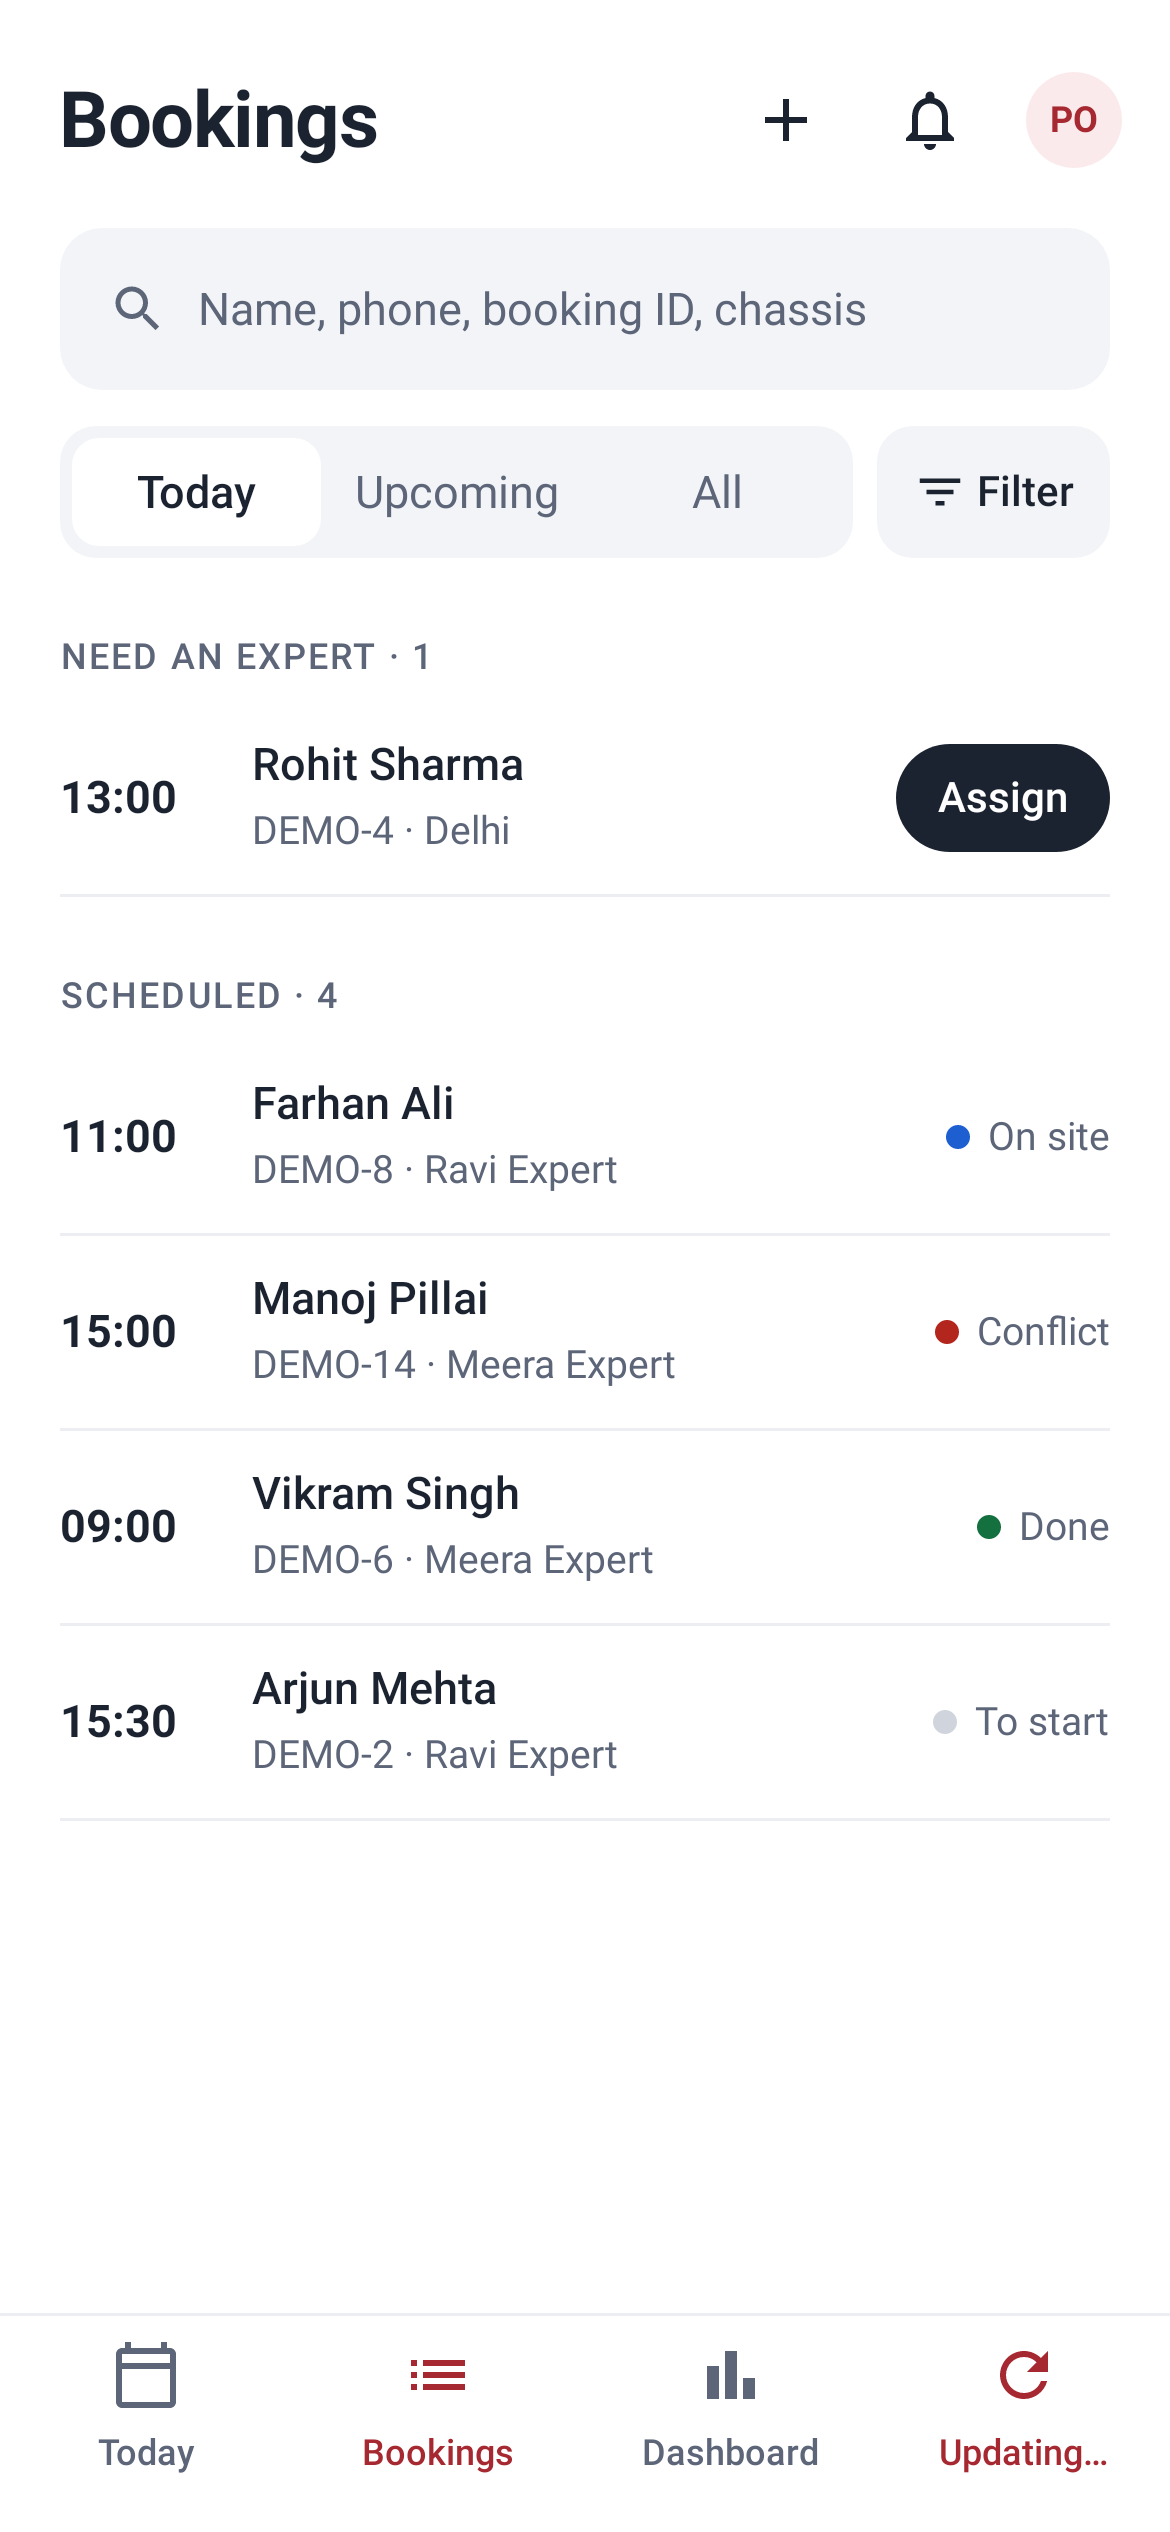 Bookings
PO
Name, phone, booking ID, chassis
Today
Upcoming
All
Filter
NEED AN EXPERT · 1
13:00
Rohit Sharma
DEMO-4 · Delhi
Assign
SCHEDULED · 4
11:00
Farhan Ali
DEMO-8 · Ravi Expert
On site
15:00
Manoj Pillai
DEMO-14 · Meera Expert
Conflict
09:00
Vikram Singh
DEMO-6 · Meera Expert
Done
15:30
Arjun Mehta
DEMO-2 · Ravi Expert
To start
Today
Bookings
Dashboard
Updating...